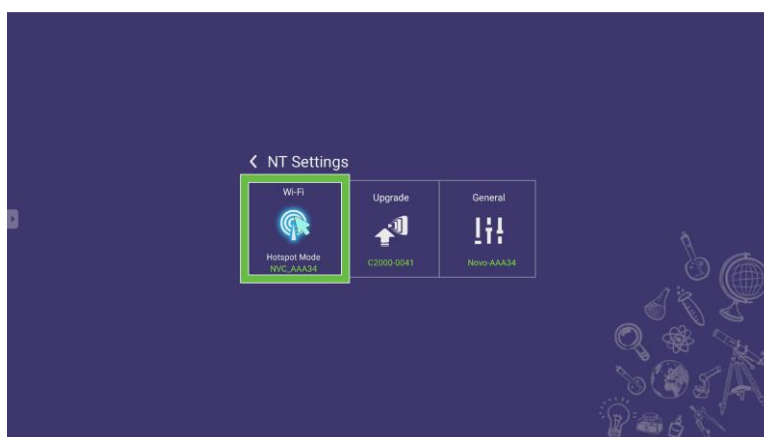 NT Settings
Wi-Fi
Hotspot Mode
NVC_AAA34
Upgrade
C2000-0041
General
Novo-AAA34